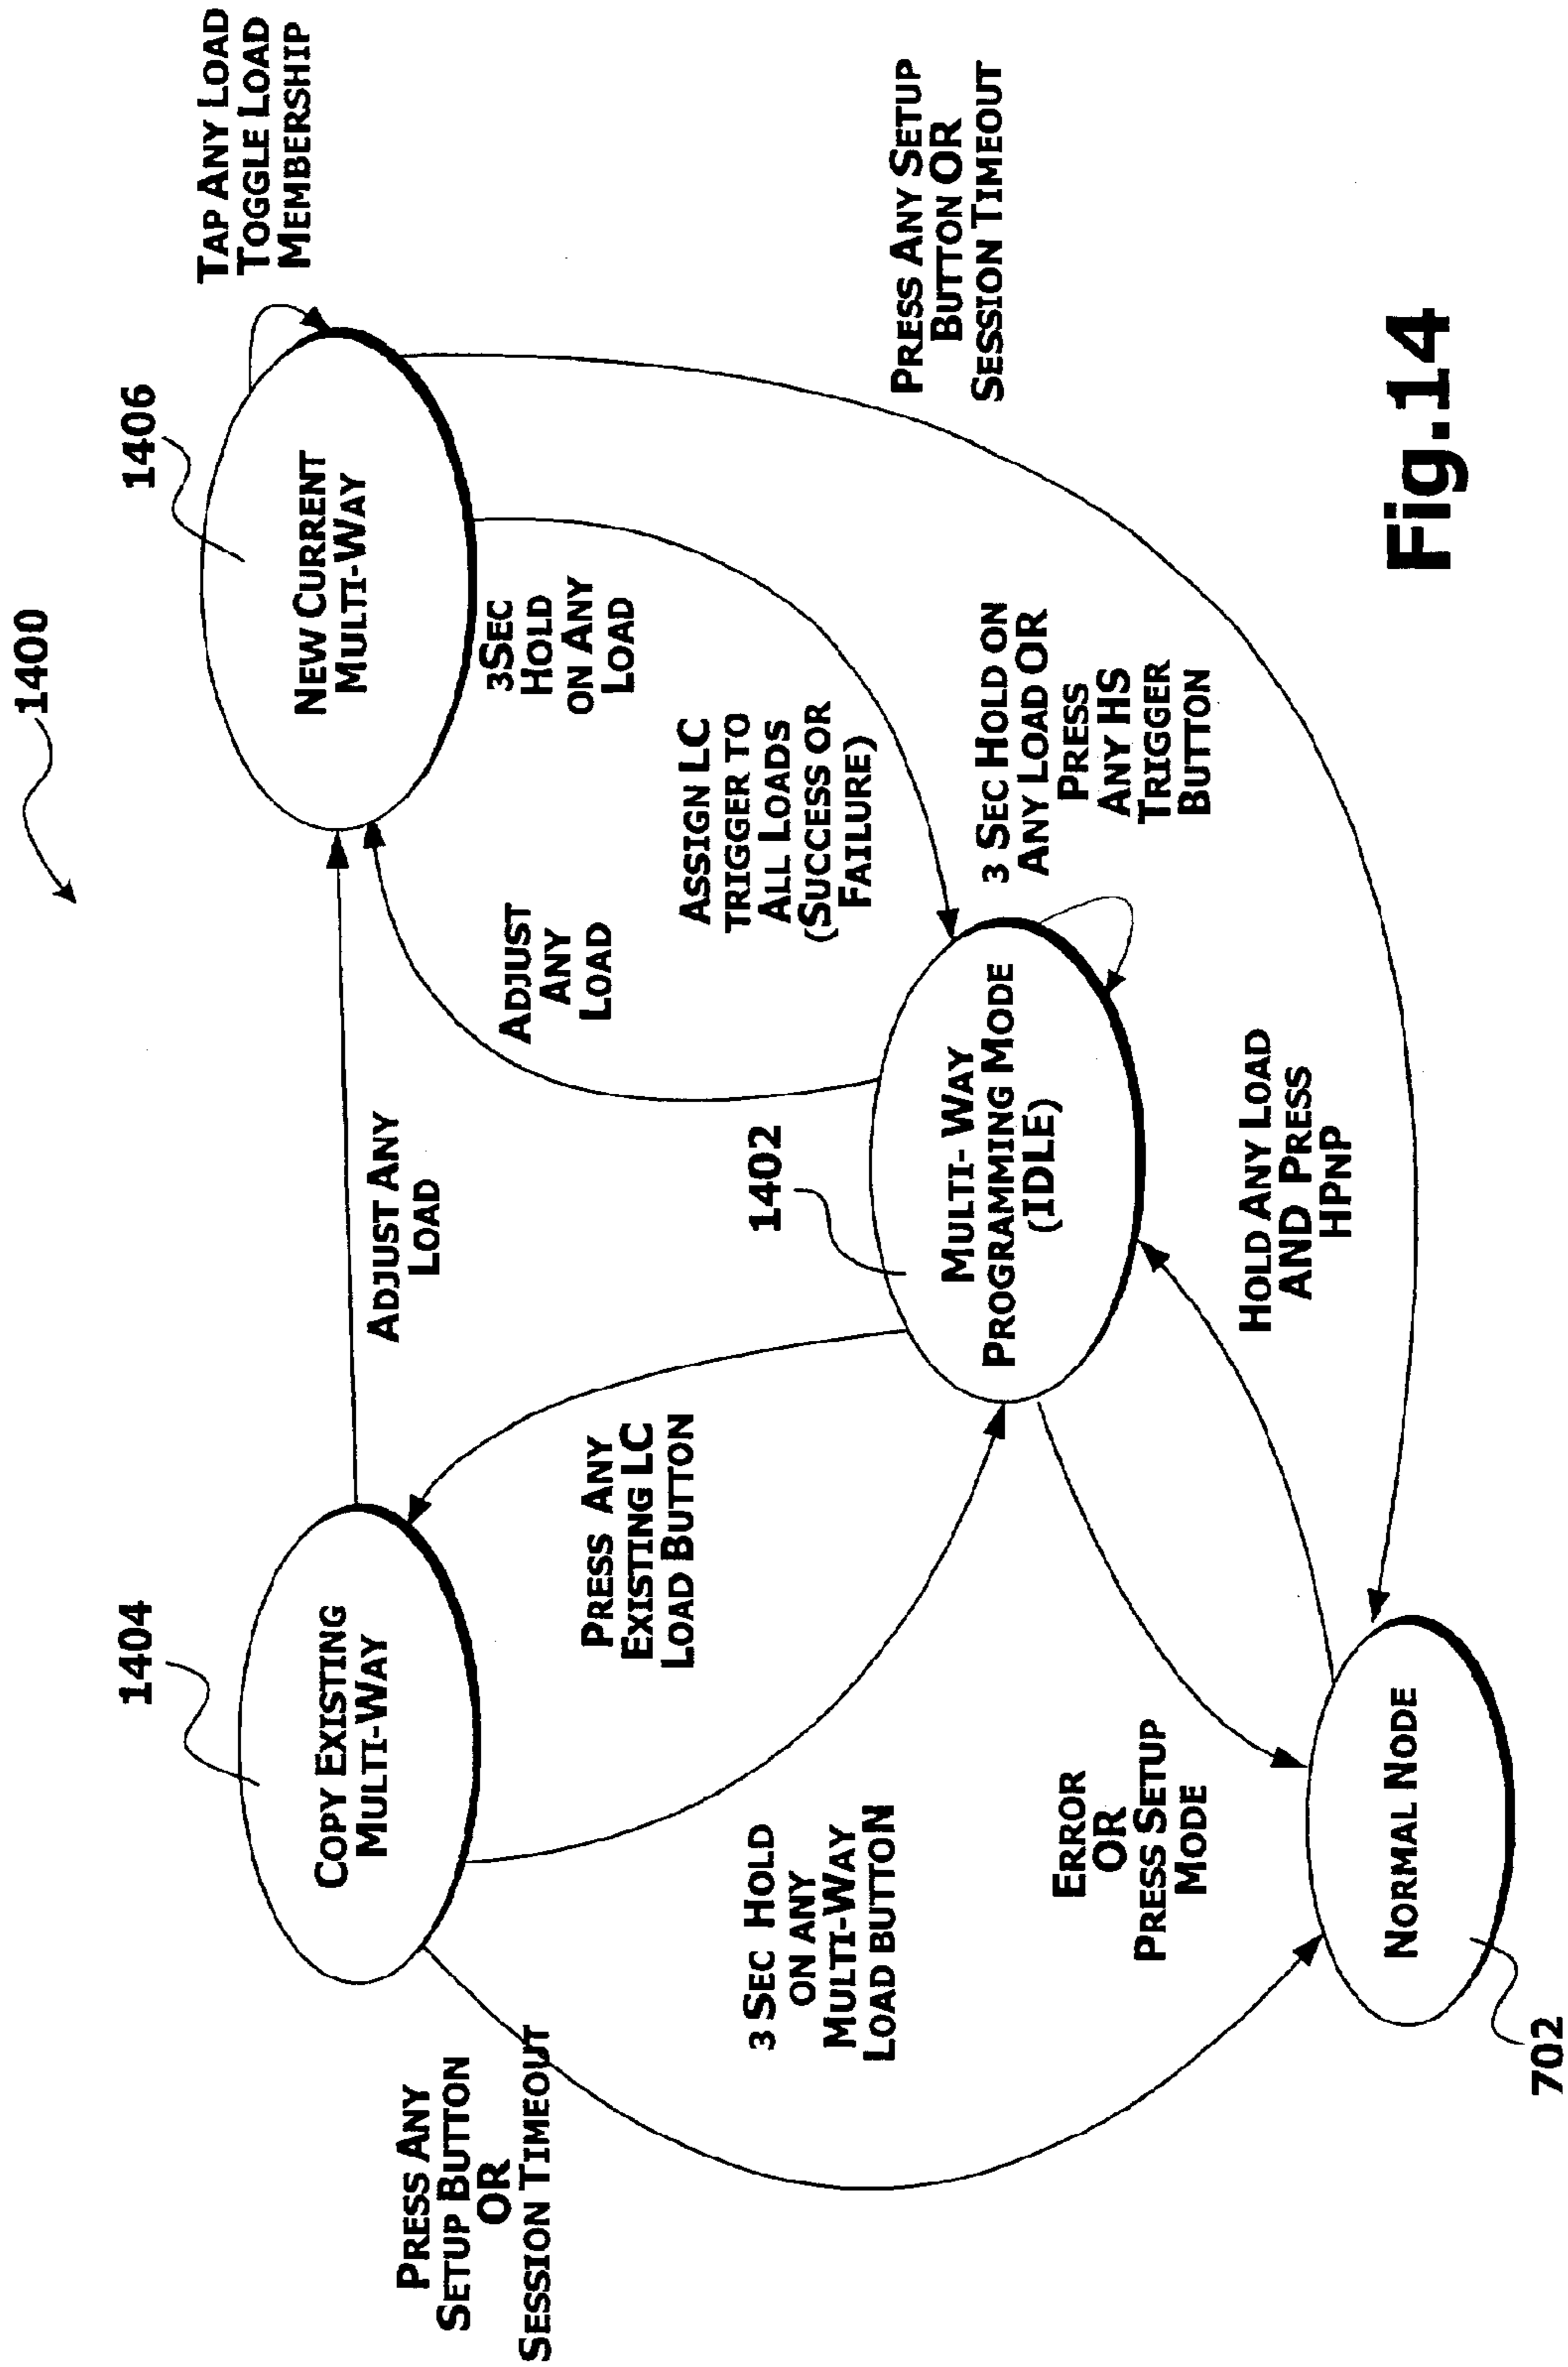 1400
1404
COPY EXISTING
MULTI-WAY
1406
NEW CURRENT
MULTI-WAY
TAP ANY LOAD
TOGGLE LOAD
MEMBERSHIP
ADJUST ANY
LOAD
PRESS ANY
SETUP BUTTON
OR
SESSION TIMEOUT
3 SEC HOLD
ON ANY
MULTI-WAY
LOAD BUTTON
PRESS ANY
EXISTING LC
LOAD BUTTON
ADJUST
ANY
LOAD
3SEC
HOLD
ON ANY
LOAD
ASSIGN LC
TRIGGER TO
ALL LOADS
(SUCCESS OR
FAILURE)
1402
MULTI- WAY
PROGRAMMING MODE
(IDLE)
3 SEC HOLD ON
ANY LOAD OR
PRESS
ANY HS
TRIGGER
BUTTON
PRESS ANY SETUP
BUTTON OR
SESSION TIMEOUT
ERROR
OR
PRESS SETUP
MODE
HOLD ANY LOAD
AND PRESS
HPNP
NORMAL NODE
702
Fig.14